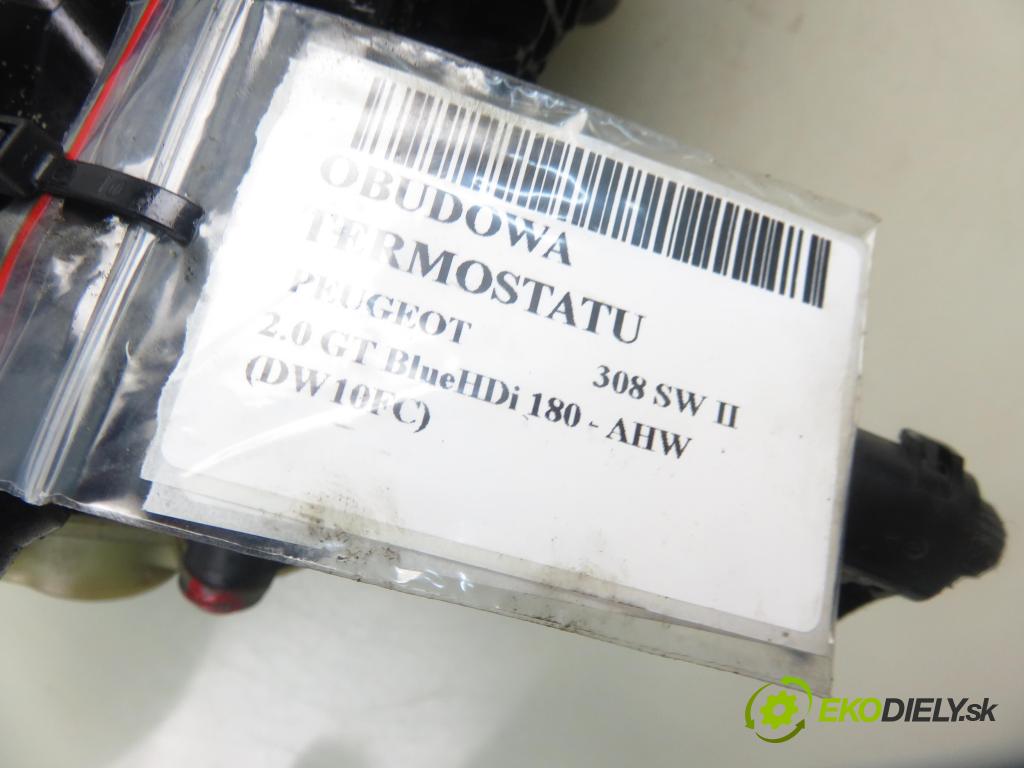 OBUDOWA
TERMOSTATU
PEUGEOT 308 SW II
2.0 GT BlueHDi 180 - AHW
(DW10FC)
EKODIELY.sk